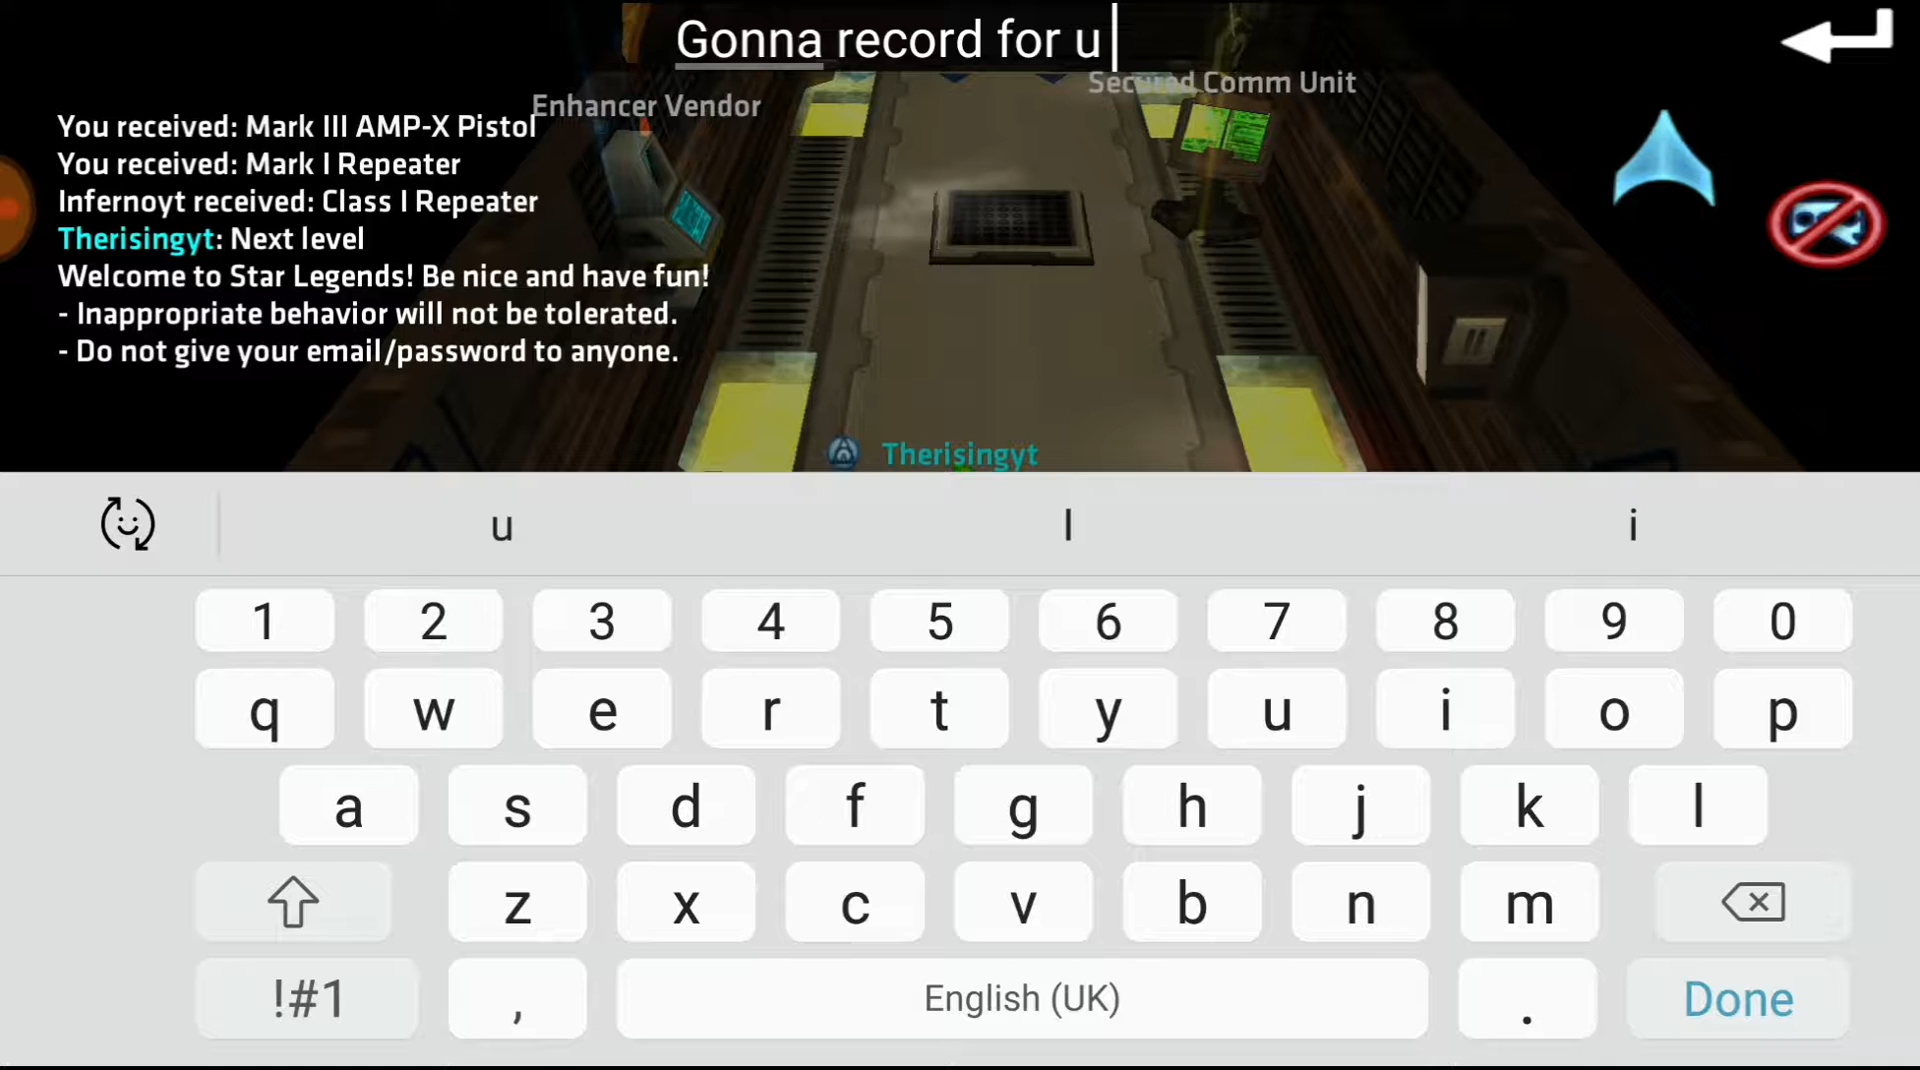 Gonna record for u
Secured Comm Unit
Enhancer Vendor
You received: Mark III AMP-X Pistol
You received: Mark I Repeater
Infernoyt received: Class I Repeater
Therisingyt: Next level
Welcome to Star Legends! Be nice and have fun!
- Inappropriate behavior will not be tolerated.
- Do not give your email/password to anyone.
Therisingyt
u l i
1 2 3 4 5 6 7 8 9 0
q w e r t y u i o p
a s d f g h j k l
z x c v b n m
!#1 , English (UK) . Done